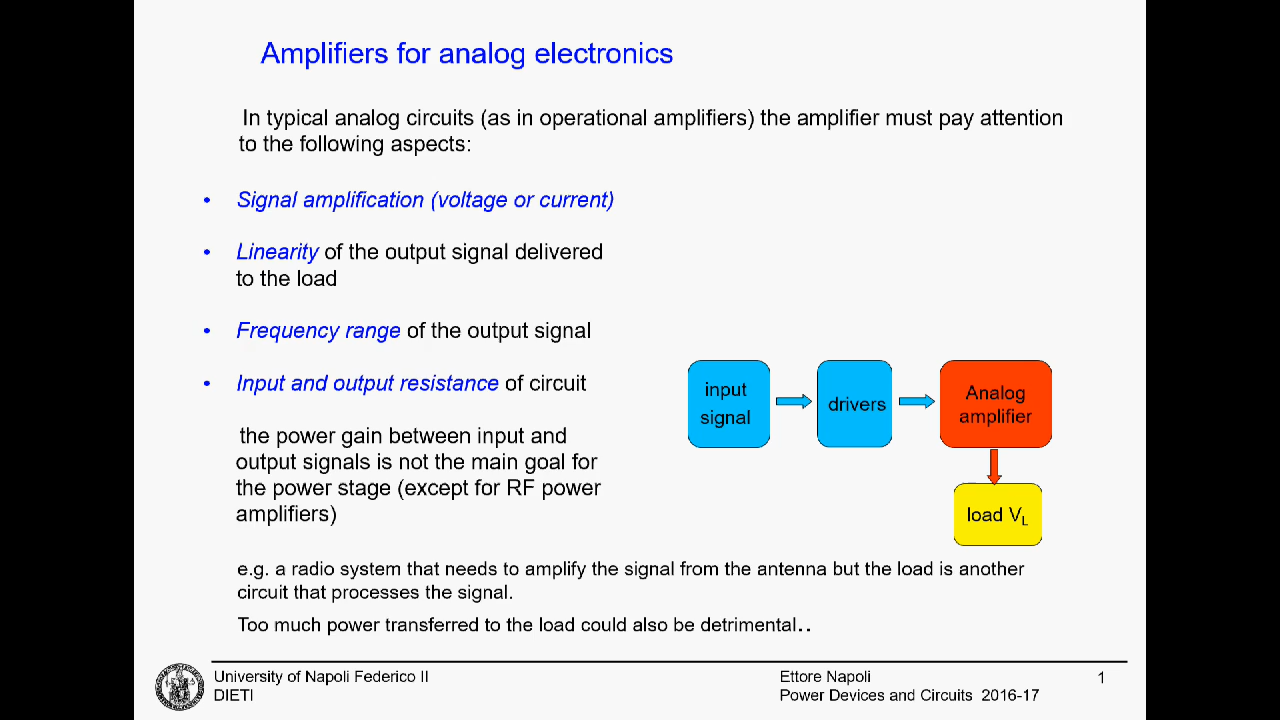 Amplifiers for analog electronics
In typical analog circuits (as in operational amplifiers) the amplifier must pay attention
to the following aspects:
• Signal amplification (voltage or current)
• Linearity of the output signal delivered
to the load
• Frequency range of the output signal
• Input and output resistance of circuit
the power gain between input and
output signals is not the main goal for
the power stage (except for RF power
amplifiers)
input
signal
drivers
Analog
amplifier
load VL
e.g. a radio system that needs to amplify the signal from the antenna but the load is another
circuit that processes the signal.
Too much power transferred to the load could also be detrimental..
University of Napoli Federico II
DIETI
Ettore Napoli
Power Devices and Circuits 2016-17
1